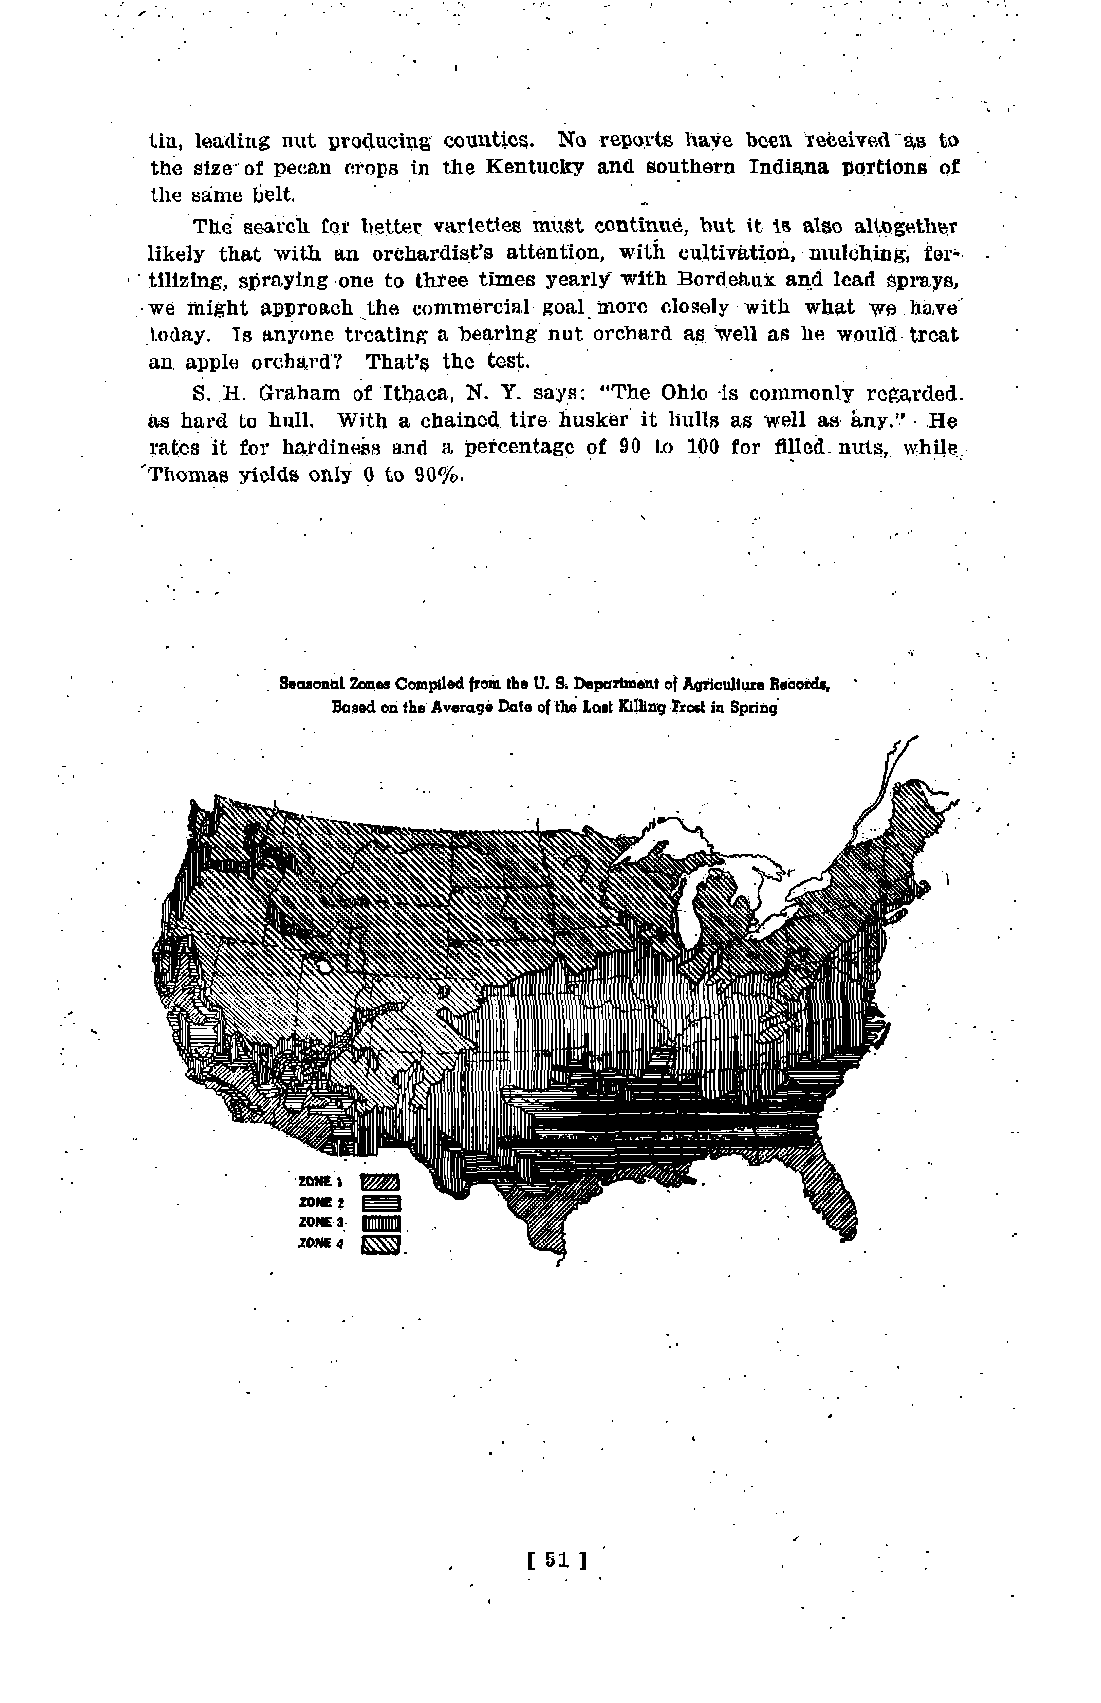 tin, leading nut producing counties. No reports have been received as to
the size of pecan crops in the Kentucky and southern Indiana portions of
the same belt.
The search for better varieties must continue, but it is also altogether
likely that with an orchardist's attention, with cultivation, mulching, fer-
tilizing, spraying one to three times yearly with Bordeaux and lead sprays,
we might approach the commercial goal more closely with what we have
today. Is anyone treating a bearing nut orchard as well as he would treat
an apple orchard? That's the test.
S. H. Graham of Ithaca, N. Y. says: "The Ohio is commonly regarded
as hard to hull. With a chained tire husker it hulls as well as any." He
rates it for hardiness and a percentage of 90 to 100 for filled nuts, while
Thomas yields only 0 to 90%.
Seasonal Zones Compiled from the U. S. Department of Agriculture Records,
Based on the Average Date of the Last Killing Frost in Spring
ZONE 1
ZONE 2
ZONE 3
ZONE 4
[ 51 ]